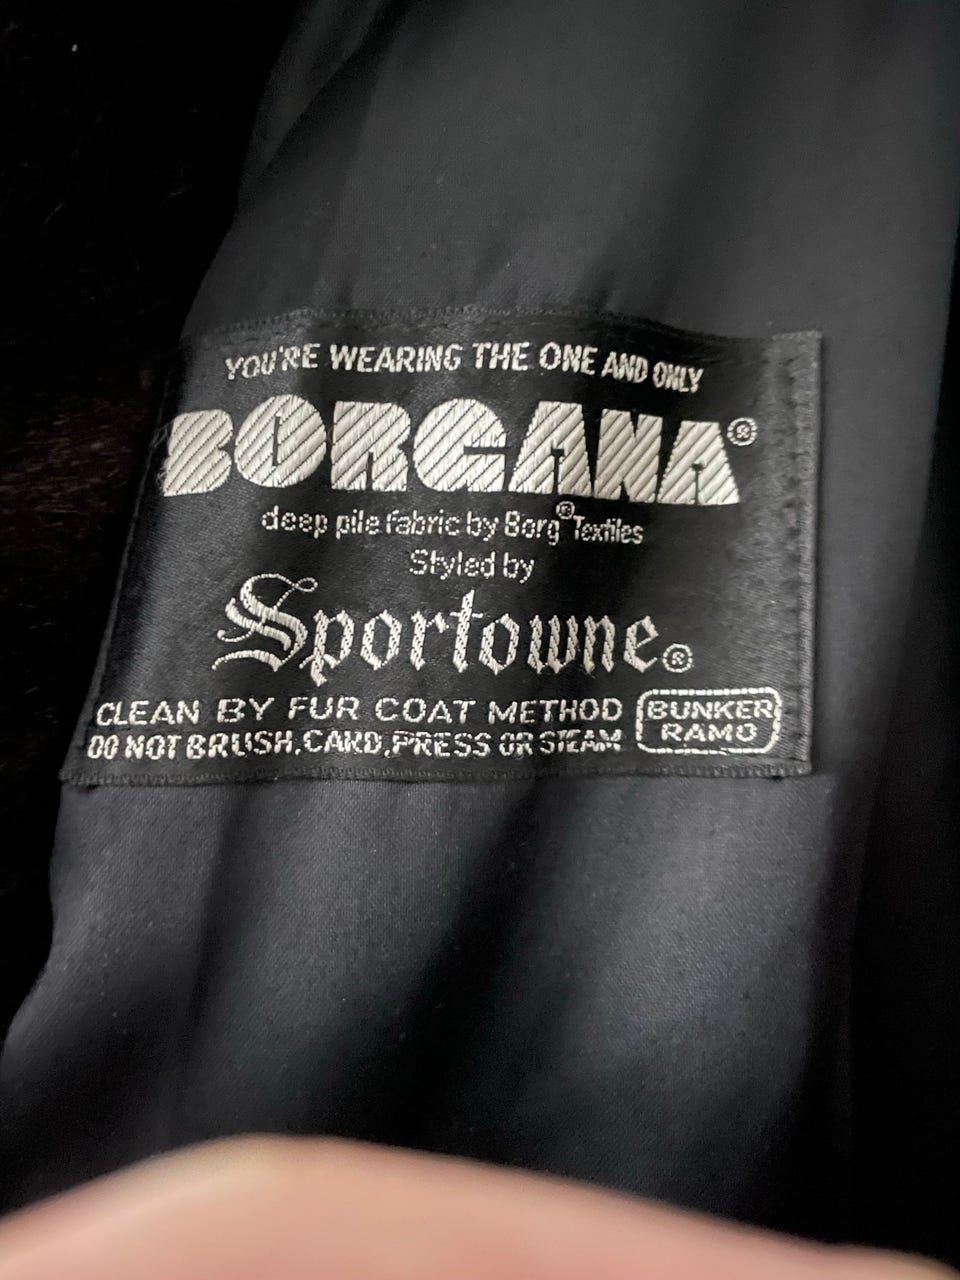 YOU'RE WEARING THE ONE AND ONLY
BORGANA®
deep pile fabric by Borg® Textiles
Styled by
Sportowne®
CLEAN BY FUR COAT METHOD
DO NOT BRUSH, CARD, PRESS OR STEAM
BUNKER
RAMO